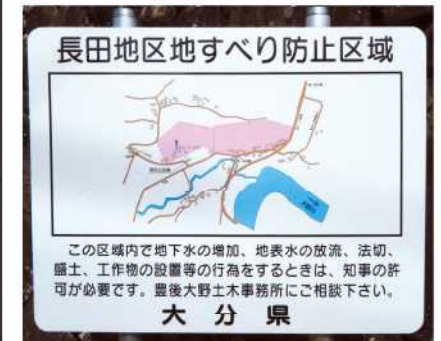 長田地区地すべり防止区域
この区域内で地下水の増加、地表水の放流、法切、
盛土、工作物の設置等の行為をするときは、知事の許
可が必要です。豊後大野土木事務所にご相談下さい。
大分県